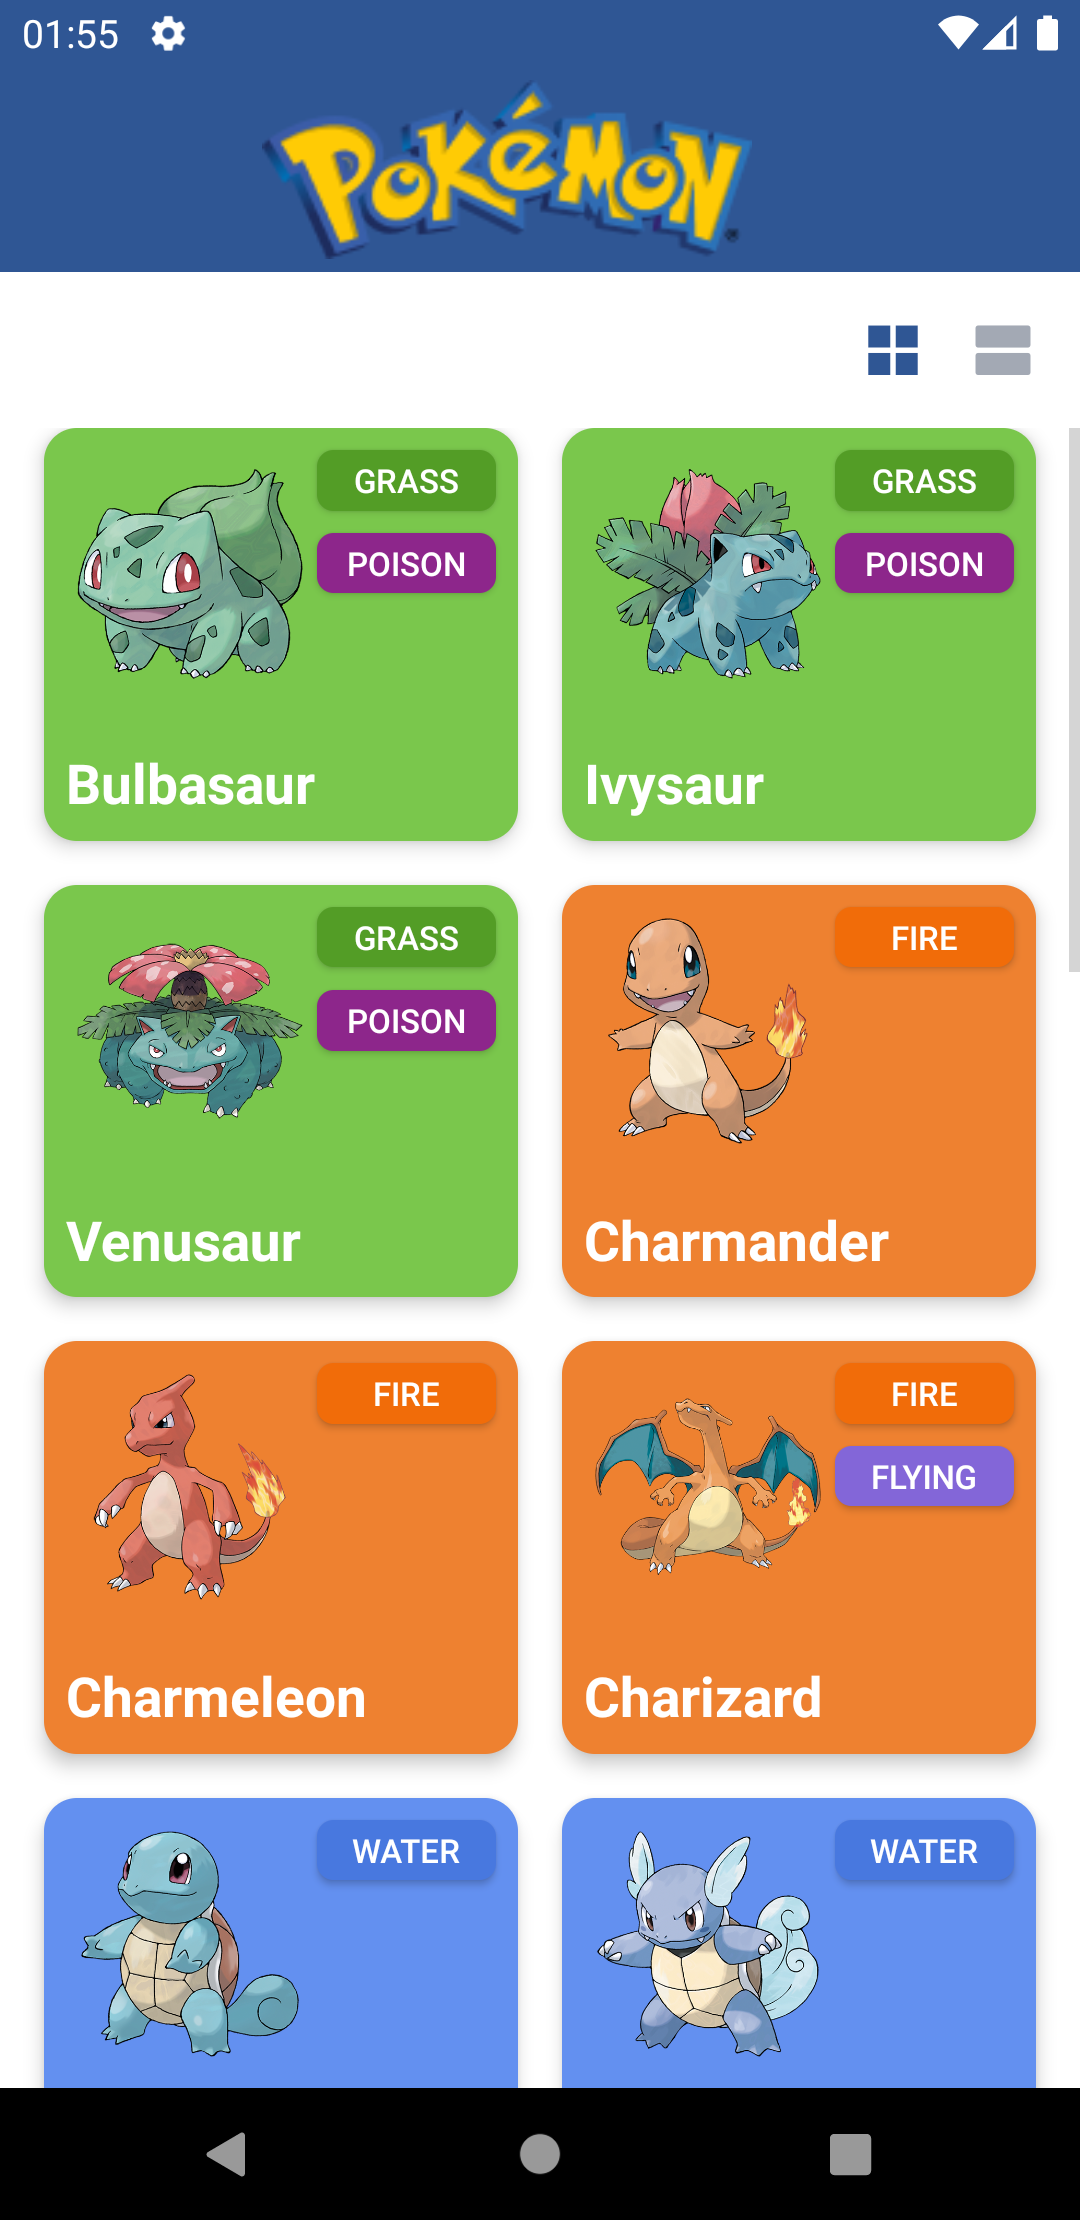 01:55
POKéMON
GRASS
POISON
Bulbasaur
GRASS
POISON
Ivysaur
GRASS
POISON
Venusaur
FIRE
Charmander
FIRE
Charmeleon
FIRE
FLYING
Charizard
WATER
WATER